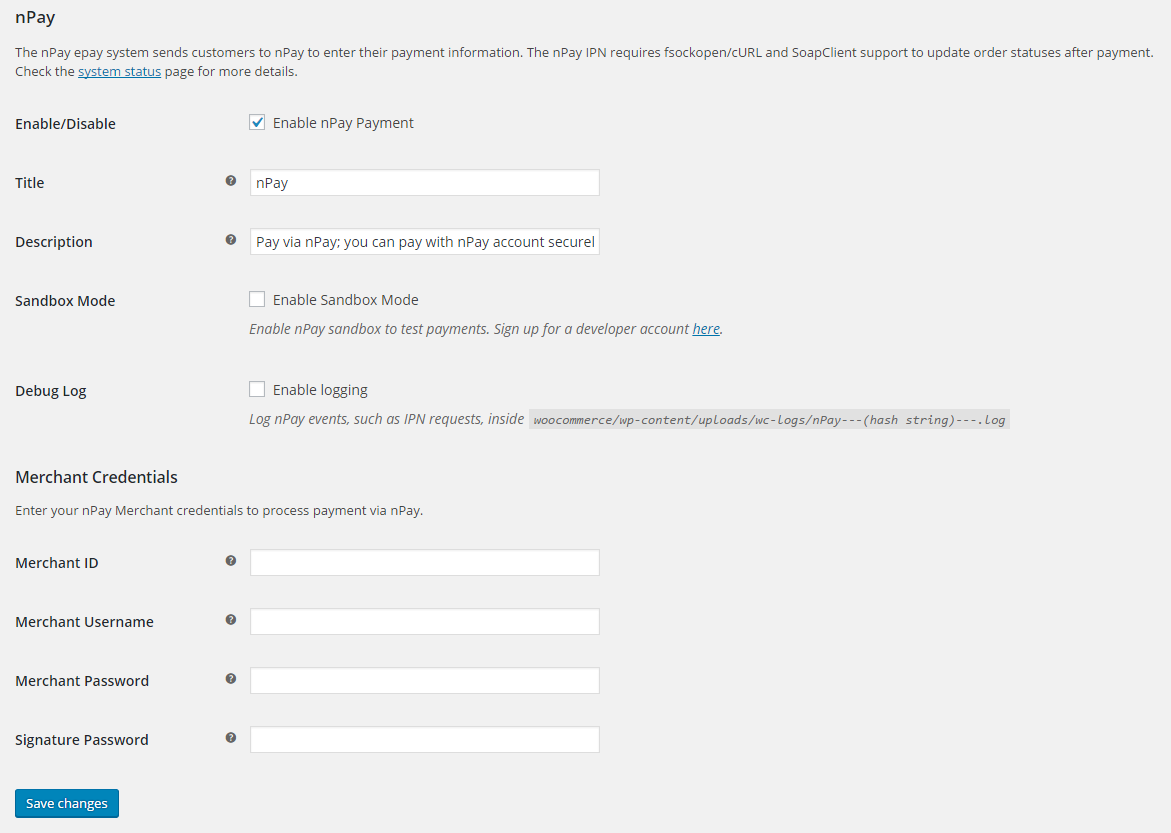 nPay
The nPay epay system sends customers to nPay to enter their payment information. The nPay IPN requires fsockopen/cURL and SoapClient support to update order statuses after payment.
Check the system status page for more details.
Enable/Disable
Enable nPay Payment
Title
nPay
Description
Pay via nPay; you can pay with nPay account securel
Sandbox Mode
Enable Sandbox Mode
Enable nPay sandbox to test payments. Sign up for a developer account here.
Debug Log
Enable logging
Log nPay events, such as IPN requests, inside woocommerce/wp-content/uploads/wc-logs/nPay---(hash string)---.log
Merchant Credentials
Enter your nPay Merchant credentials to process payment via nPay.
Merchant ID
Merchant Username
Merchant Password
Signature Password
Save changes